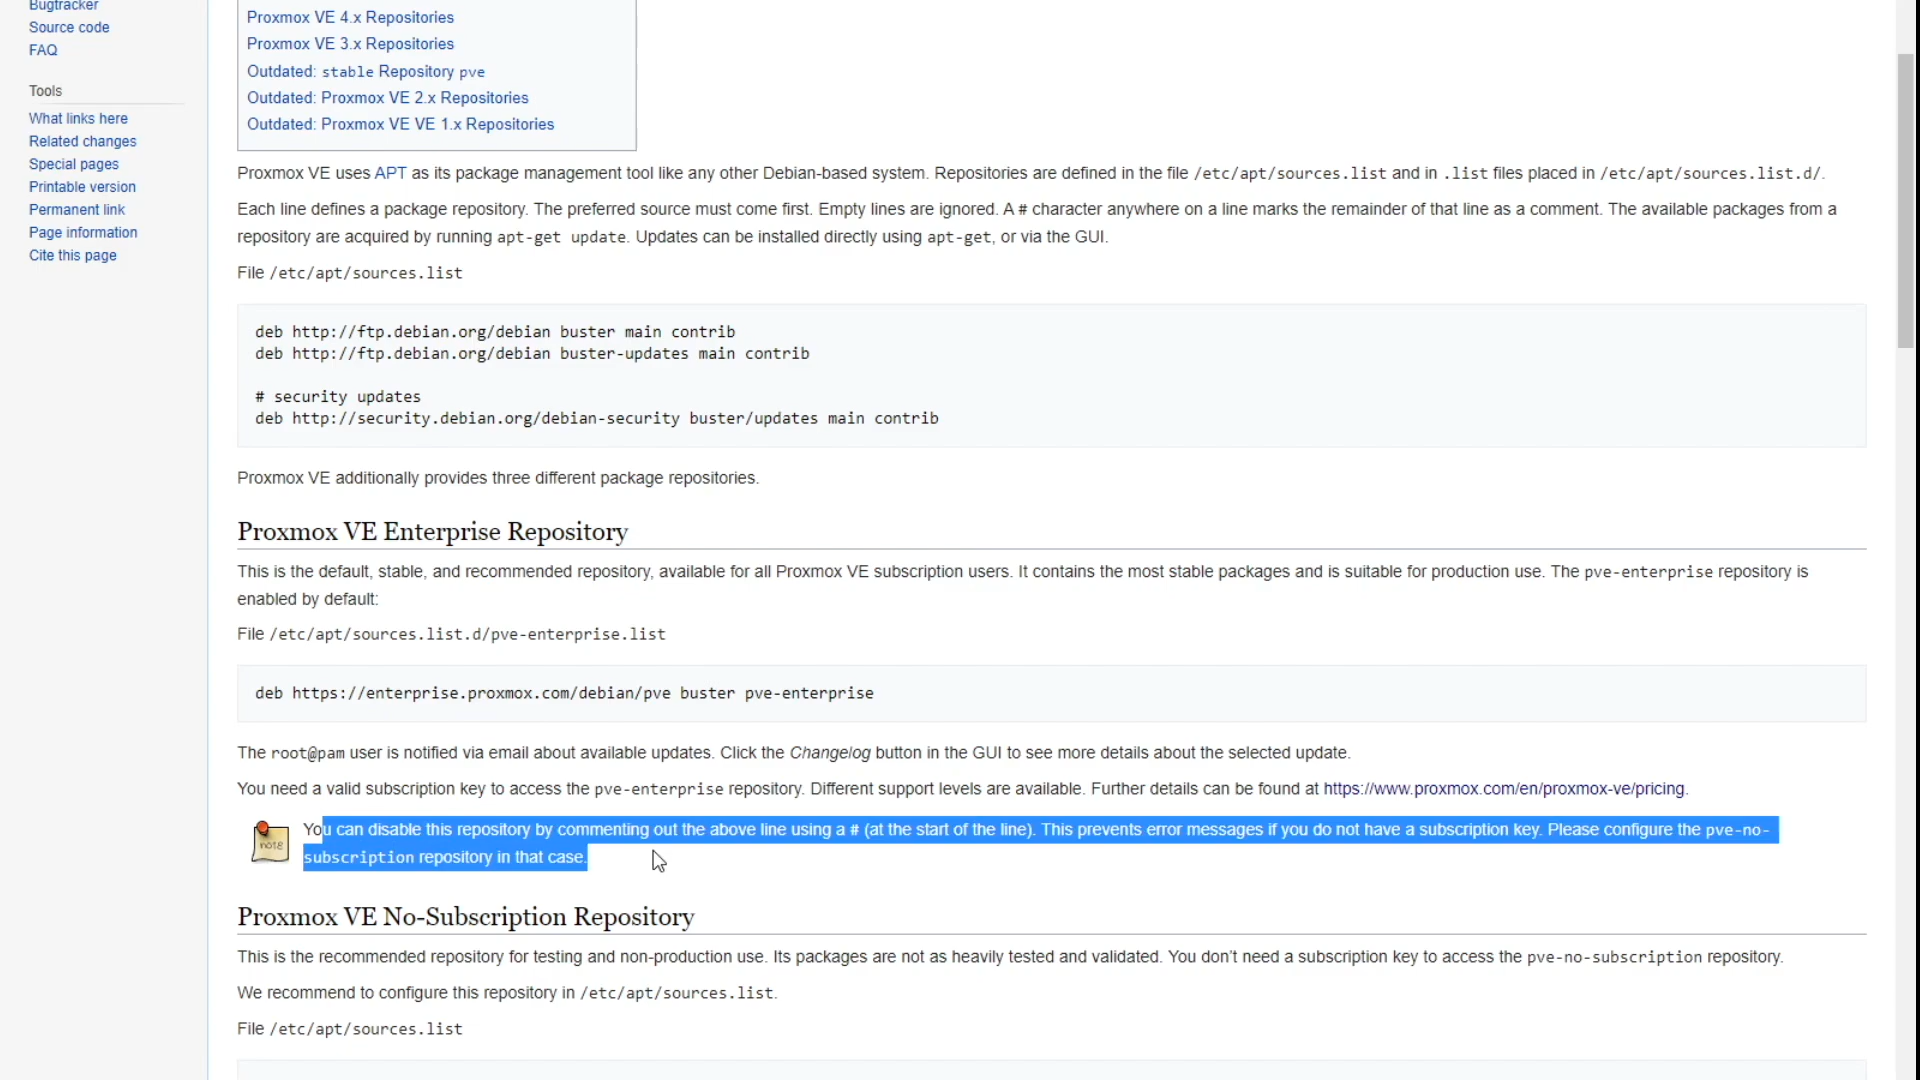 Bugtracker
Source code
FAQ
Tools
What links here
Related changes
Special pages
Printable version
Permanent link
Page information
Cite this page
Proxmox VE 4.x Repositories
Proxmox VE 3.x Repositories
Outdated: stable Repository pve
Outdated: Proxmox VE 2.x Repositories
Outdated: Proxmox VE VE 1.x Repositories
Proxmox VE uses APT as its package management tool like any other Debian-based system. Repositories are defined in the file /etc/apt/sources.list and in .list files placed in /etc/apt/sources.list.d/.
Each line defines a package repository. The preferred source must come first. Empty lines are ignored. A # character anywhere on a line marks the remainder of that line as a comment. The available packages from a
repository are acquired by running apt-get update. Updates can be installed directly using apt-get, or via the GUI.
File /etc/apt/sources.list
deb http://ftp.debian.org/debian buster main contrib
deb http://ftp.debian.org/debian buster-updates main contrib
# security updates
deb http://security.debian.org/debian-security buster/updates main contrib
Proxmox VE additionally provides three different package repositories.
Proxmox VE Enterprise Repository
This is the default, stable, and recommended repository, available for all Proxmox VE subscription users. It contains the most stable packages and is suitable for production use. The pve-enterprise repository is
enabled by default:
File /etc/apt/sources.list.d/pve-enterprise.list
deb https://enterprise.proxmox.com/debian/pve buster pve-enterprise
The root@pam user is notified via email about available updates. Click the Changelog button in the GUI to see more details about the selected update.
You need a valid subscription key to access the pve-enterprise repository. Different support levels are available. Further details can be found at https://www.proxmox.com/en/proxmox-ve/pricing.
note
You can disable this repository by commenting out the above line using a # (at the start of the line). This prevents error messages if you do not have a subscription key. Please configure the pve-no-
subscription repository in that case.
Proxmox VE No-Subscription Repository
This is the recommended repository for testing and non-production use. Its packages are not as heavily tested and validated. You don't need a subscription key to access the pve-no-subscription repository.
We recommend to configure this repository in /etc/apt/sources.list.
File /etc/apt/sources.list